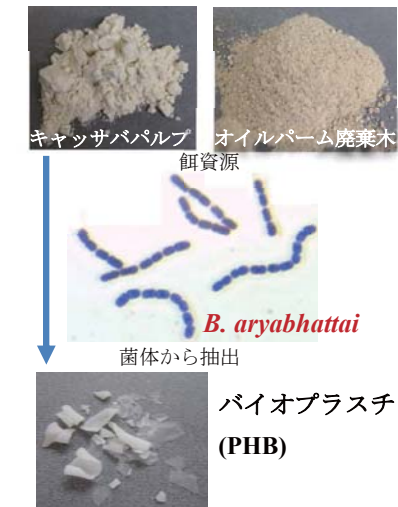 キャッサバパルプ オイルパーム廃棄木
餌資源
B. aryabhattai
菌体から抽出
バイオプラスチ
(PHB)